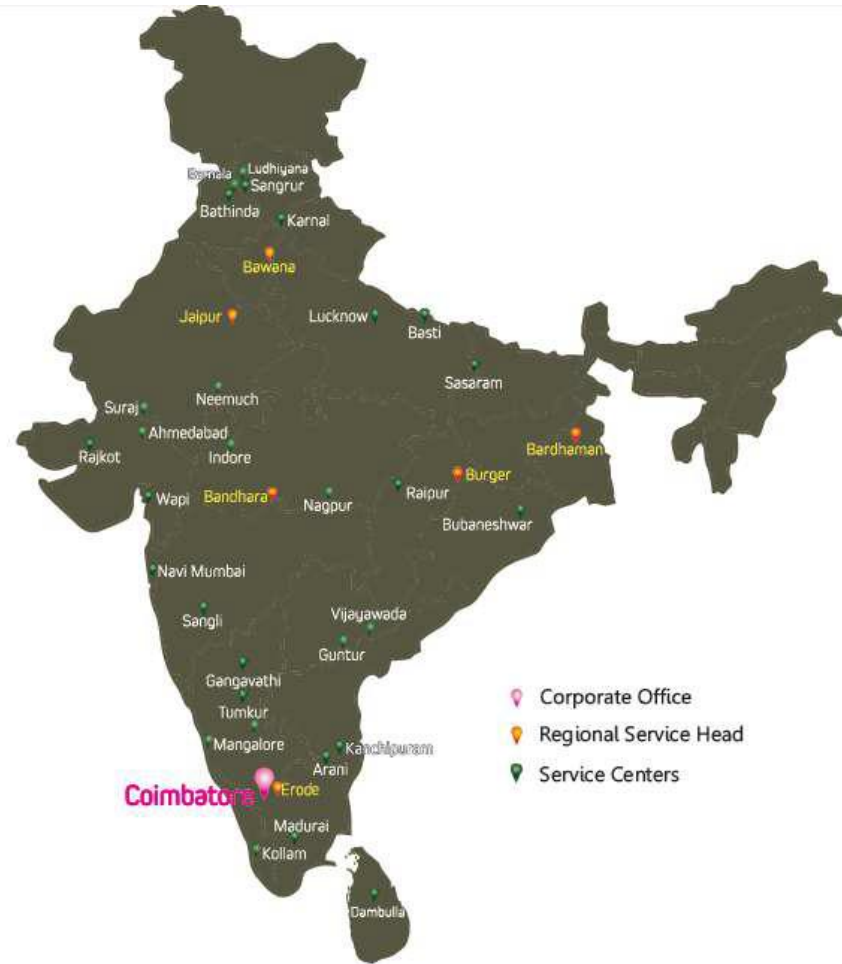 Ludhiyana
Barnala
Sangrur
Bathinda
Karnal
Bawana
Jaipur
Lucknow
Basti
Sasaram
Neemuch
Suraj
Ahmedabad
Rajkot
Indore
Bardhaman
Burger
Wapi
Bandhara
Nagpur
Raipur
Bubaneshwar
Navi Mumbai
Sangli
Vijayawada
Guntur
Gangavathi
Tumkur
Mangalore
Kanchipuram
Arani
Coimbatore
Erode
Madurai
Kollam
Dambulla
Corporate Office
Regional Service Head
Service Centers